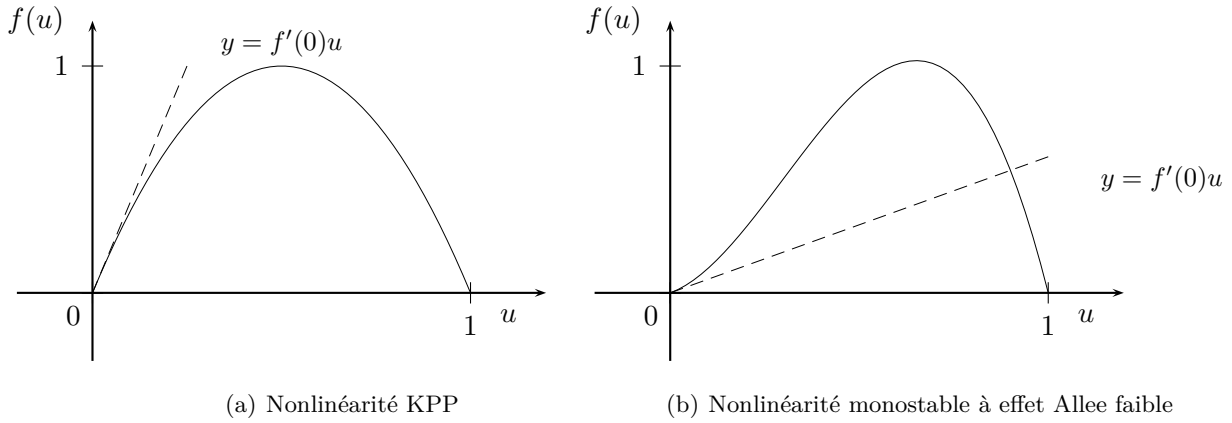 f(u)
y = f′(0)u
1
0
1
u
(a) Nonlinéarité KPP
f(u)
1
y = f′(0)u
0
1
u
(b) Nonlinéarité monostable à effet Allee faible